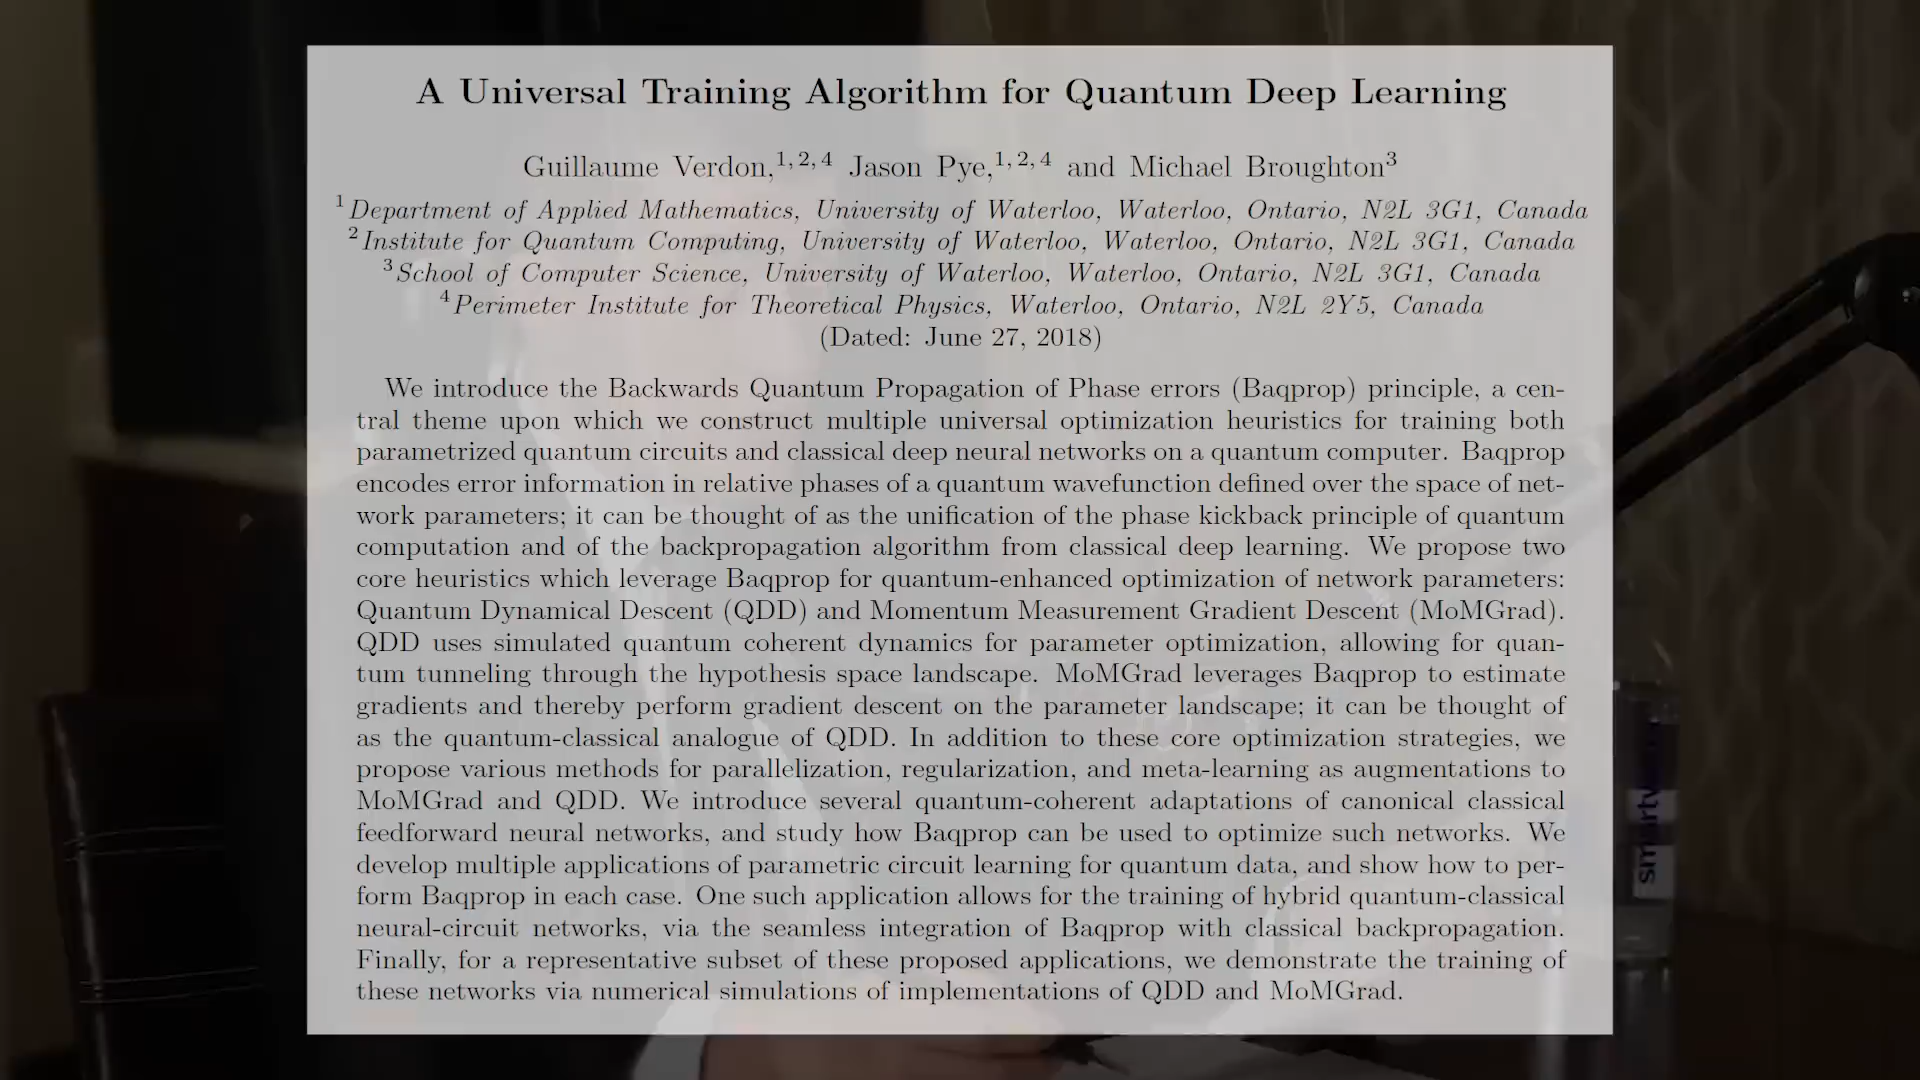 A Universal Training Algorithm for Quantum Deep Learning
Guillaume Verdon,1, 2, 4 Jason Pye,1, 2, 4 and Michael Broughton3
1Department of Applied Mathematics, University of Waterloo, Waterloo, Ontario, N2L 3G1, Canada
2Institute for Quantum Computing, University of Waterloo, Waterloo, Ontario, N2L 3G1, Canada
3School of Computer Science, University of Waterloo, Waterloo, Ontario, N2L 3G1, Canada
4Perimeter Institute for Theoretical Physics, Waterloo, Ontario, N2L 2Y5, Canada
(Dated: June 27, 2018)
We introduce the Backwards Quantum Propagation of Phase errors (Baqprop) principle, a cen-
tral theme upon which we construct multiple universal optimization heuristics for training both
parametrized quantum circuits and classical deep neural networks on a quantum computer. Baqprop
encodes error information in relative phases of a quantum wavefunction defined over the space of net-
work parameters; it can be thought of as the unification of the phase kickback principle of quantum
computation and of the backpropagation algorithm from classical deep learning. We propose two
core heuristics which leverage Baqprop for quantum-enhanced optimization of network parameters:
Quantum Dynamical Descent (QDD) and Momentum Measurement Gradient Descent (MoMGrad).
QDD uses simulated quantum coherent dynamics for parameter optimization, allowing for quan-
tum tunneling through the hypothesis space landscape. MoMGrad leverages Baqprop to estimate
gradients and thereby perform gradient descent on the parameter landscape; it can be thought of
as the quantum-classical analogue of QDD. In addition to these core optimization strategies, we
propose various methods for parallelization, regularization, and meta-learning as augmentations to
MoMGrad and QDD. We introduce several quantum-coherent adaptations of canonical classical
feedforward neural networks, and study how Baqprop can be used to optimize such networks. We
develop multiple applications of parametric circuit learning for quantum data, and show how to per-
form Baqprop in each case. One such application allows for the training of hybrid quantum-classical
neural-circuit networks, via the seamless integration of Baqprop with classical backpropagation.
Finally, for a representative subset of these proposed applications, we demonstrate the training of
these networks via numerical simulations of implementations of QDD and MoMGrad.